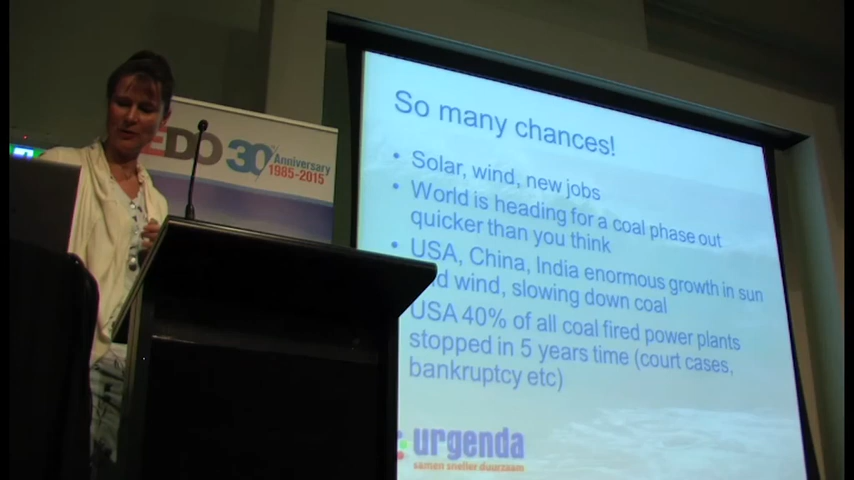 EDO 30
th Anniversary
1985-2015
So many chances!
• Solar, wind, new jobs
• World is heading for a coal phase out
quicker than you think
• USA, China, India enormous growth in sun
wind, slowing down coal
USA 40% of all coal fired power plants
stopped in 5 years time (court cases,
bankruptcy etc)
urgenda
samen sneller duurzaam